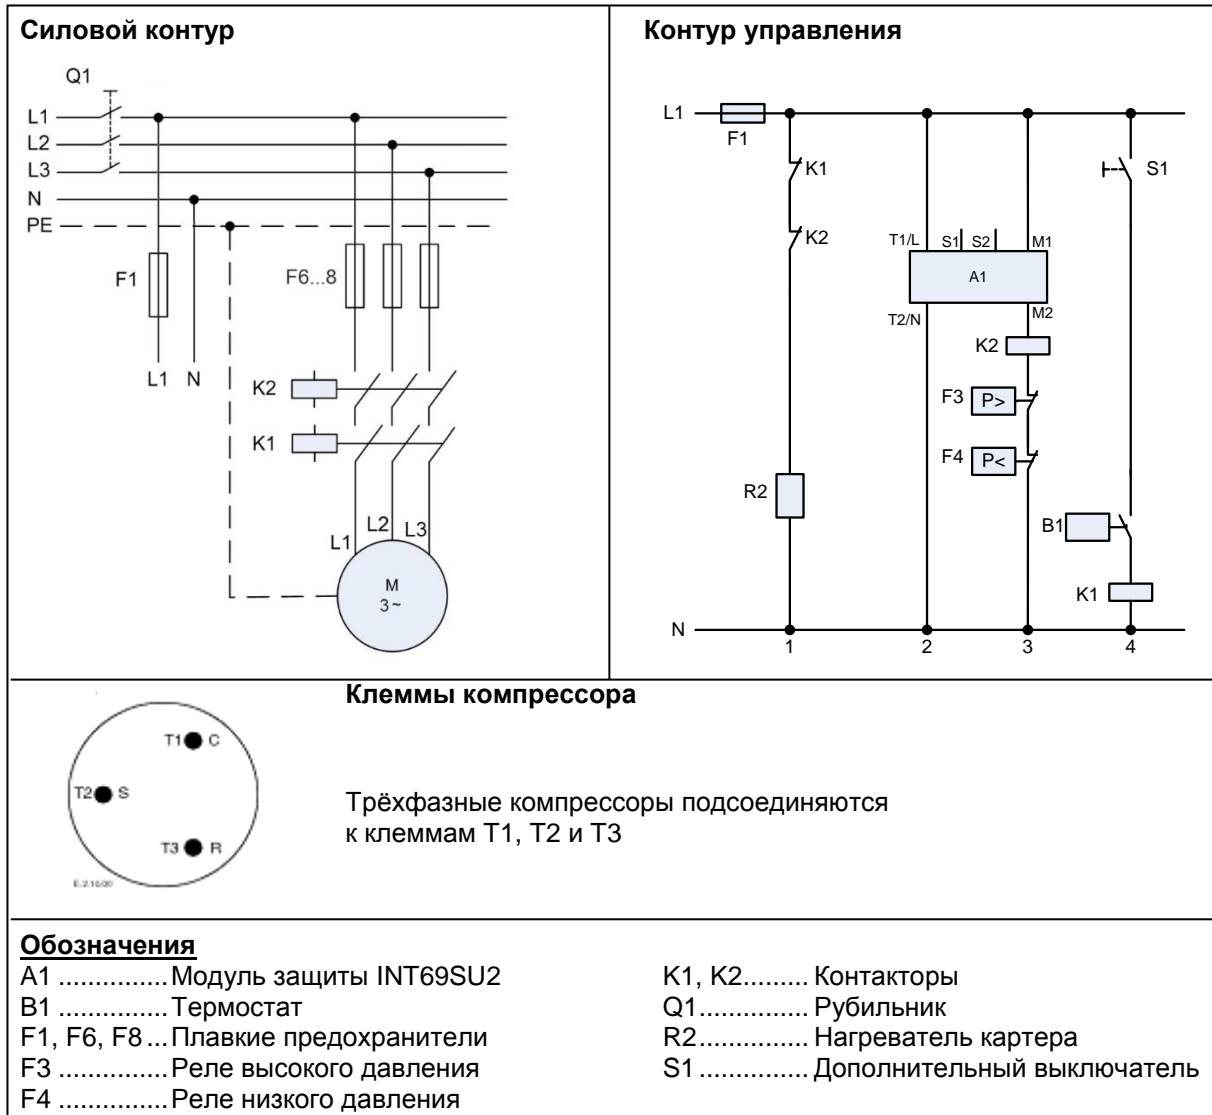 Силовой контур
Q1
L1
L2
L3
N
PE
F1
F6...8
L1 N
K2
K1
L1 L2 L3
M
3~
Контур управления
L1
F1
K1
S1
K2
T1/L S1 S2 M1
A1
T2/N M2
K2
F3 P>
F4 P<
R2
B1
K1
N
1 2 3 4
Клеммы компрессора
T1 C
T2 S
T3 R
E.2.10.00
Трёхфазные компрессоры подсоединяются
к клеммам T1, T2 и T3
Обозначения
A1 ...............Модуль защиты INT69SU2
B1 ...............Термостат
F1, F6, F8...Плавкие предохранители
F3 ...............Реле высокого давления
F4 ...............Реле низкого давления
K1, K2......... Контакторы
Q1............... Рубильник
R2............... Нагреватель картера
S1 ............... Дополнительный выключатель